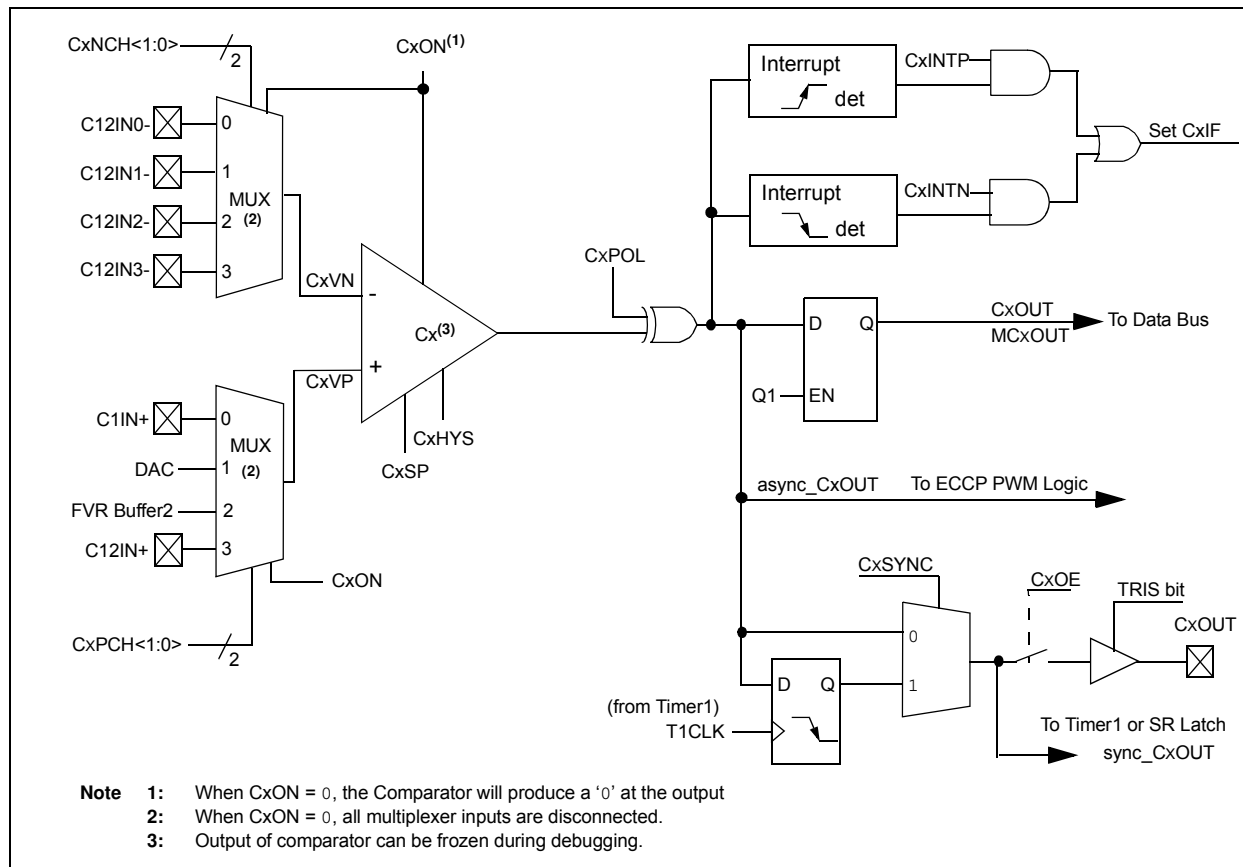 CxNCH<1:0>
2
CxON(1)
C12IN0-
0
C12IN1-
1
MUX
(2)
C12IN2-
2
C12IN3-
3
CxVN
-
Cx(3)
CxVP
+
C1IN+
0
MUX
(2)
DAC
1
FVR Buffer2
2
C12IN+
3
CxON
CxPCH<1:0>
2
CxHYS
CxSP
CxPOL
Interrupt
det
CxINTP
Interrupt
det
CxINTN
Set CxIF
D
Q
Q1
EN
CxOUT
MCxOUT
To Data Bus
async_CxOUT
To ECCP PWM Logic
CxSYNC
0
1
D
Q
(from Timer1)
T1CLK
CxOE
TRIS bit
CxOUT
To Timer1 or SR Latch
sync_CxOUT
Note 1: When CxON = 0, the Comparator will produce a ‘0’ at the output
2: When CxON = 0, all multiplexer inputs are disconnected.
3: Output of comparator can be frozen during debugging.